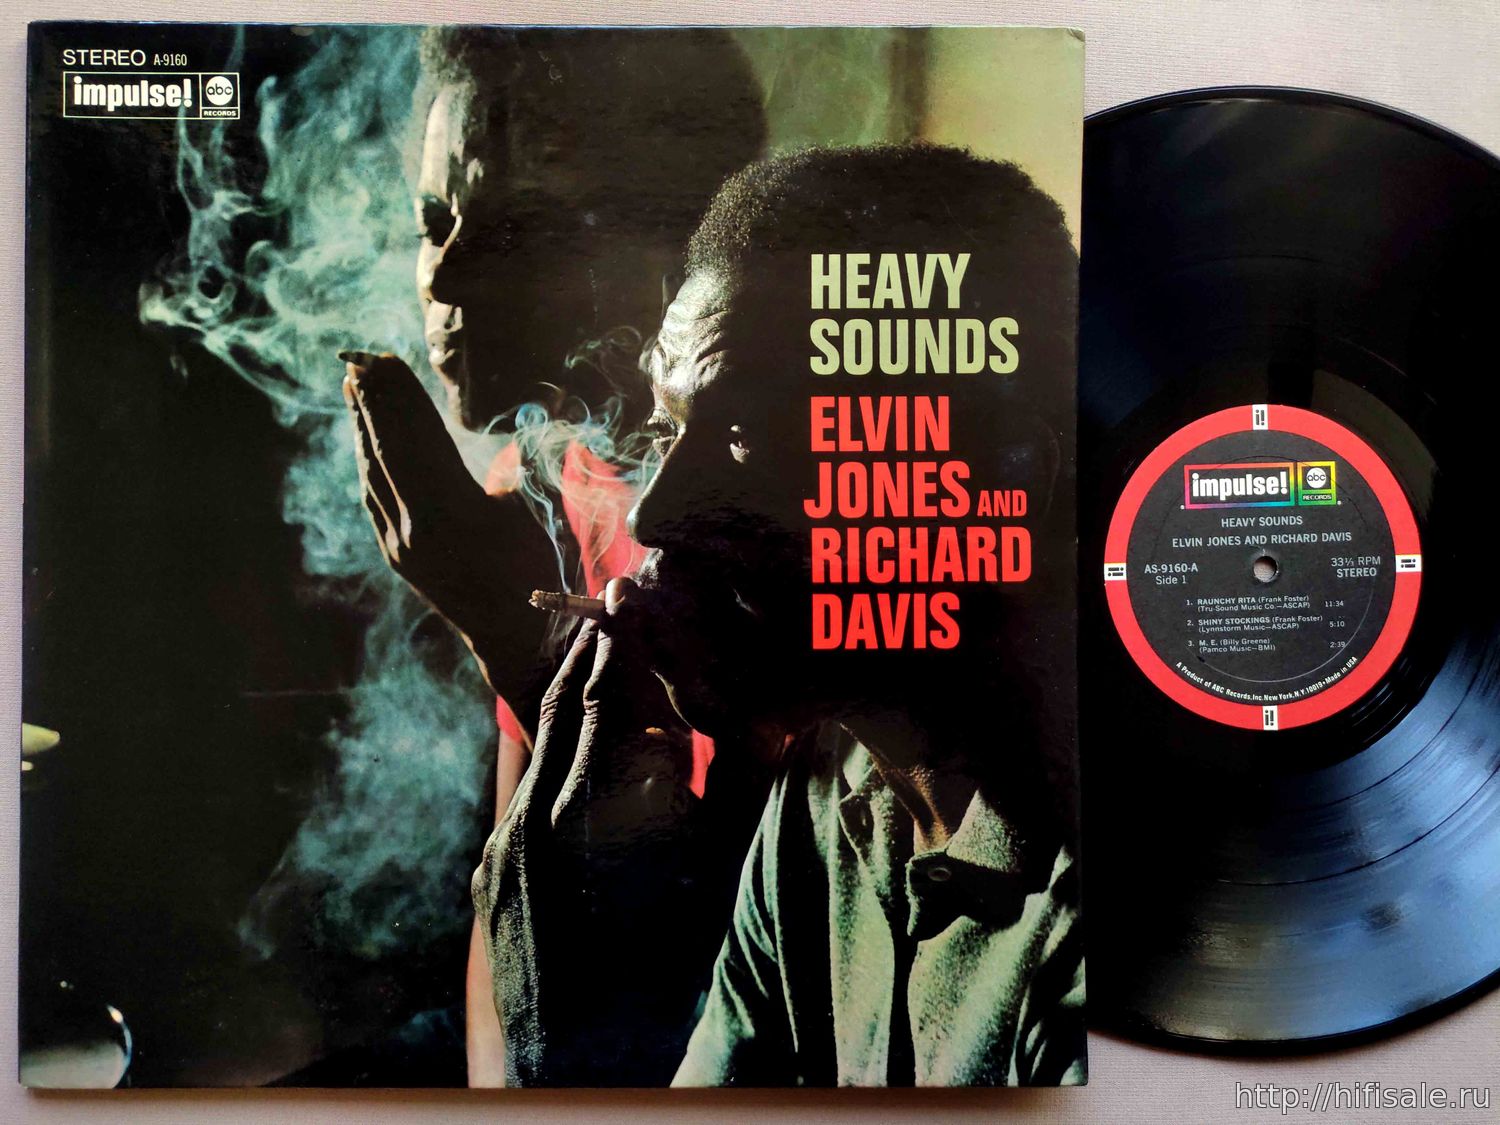 STEREO A-9160
impulse! abc RECORDS
HEAVY
SOUNDS
ELVIN
JONES AND
RICHARD
DAVIS
impulse! abc RECORDS
HEAVY SOUNDS
ELVIN JONES AND RICHARD DAVIS
AS-9160-A
Side 1
33⅓ RPM
STEREO
1. RAUNCHY RITA (Frank Foster)
(Tru-Sound Music Co.—ASCAP) 11:34
2. SHINY STOCKINGS (Frank Foster)
(Lynnstorm Music—ASCAP) 5:10
3. M. E. (Billy Greene)
(Pamco Music—BMI) 2:39
A Product of ABC Records, Inc. New York, N.Y. 10019 • Made in USA
http://hifisale.ru